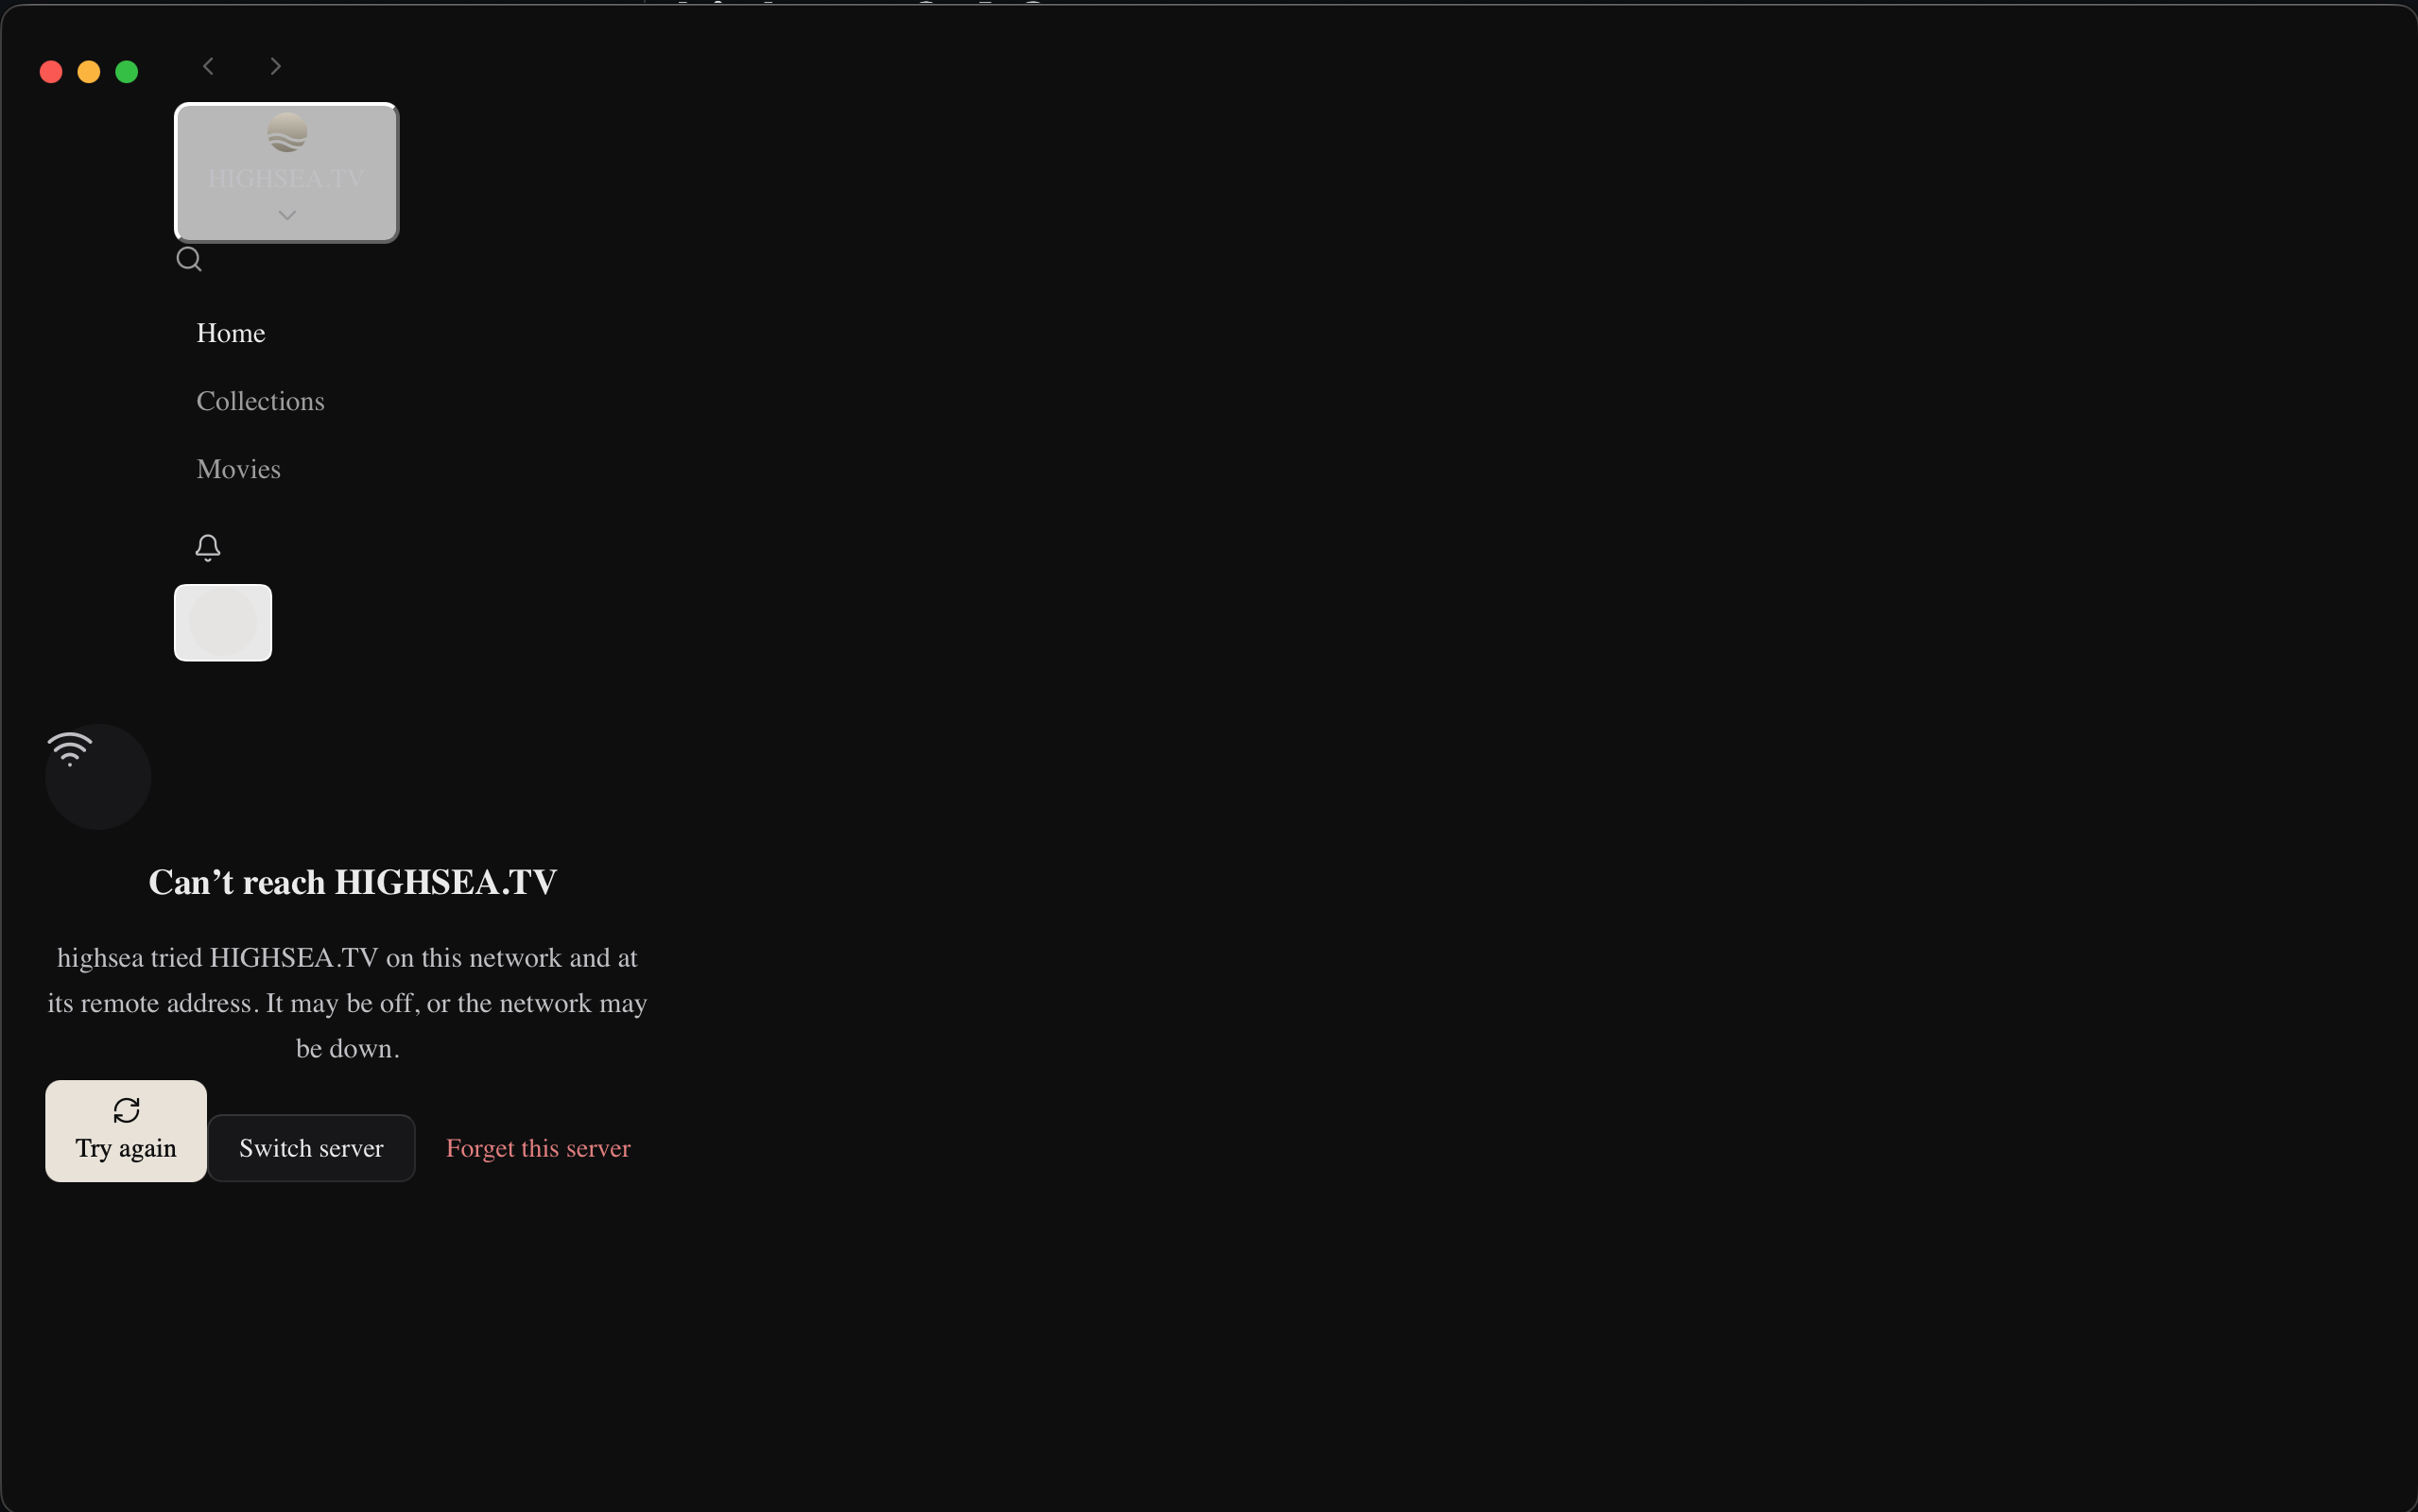 HIGHSEA.TV
Home
Collections
Movies
Can’t reach HIGHSEA.TV
highsea tried HIGHSEA.TV on this network and at
its remote address. It may be off, or the network may
be down.
Try again
Switch server
Forget this server